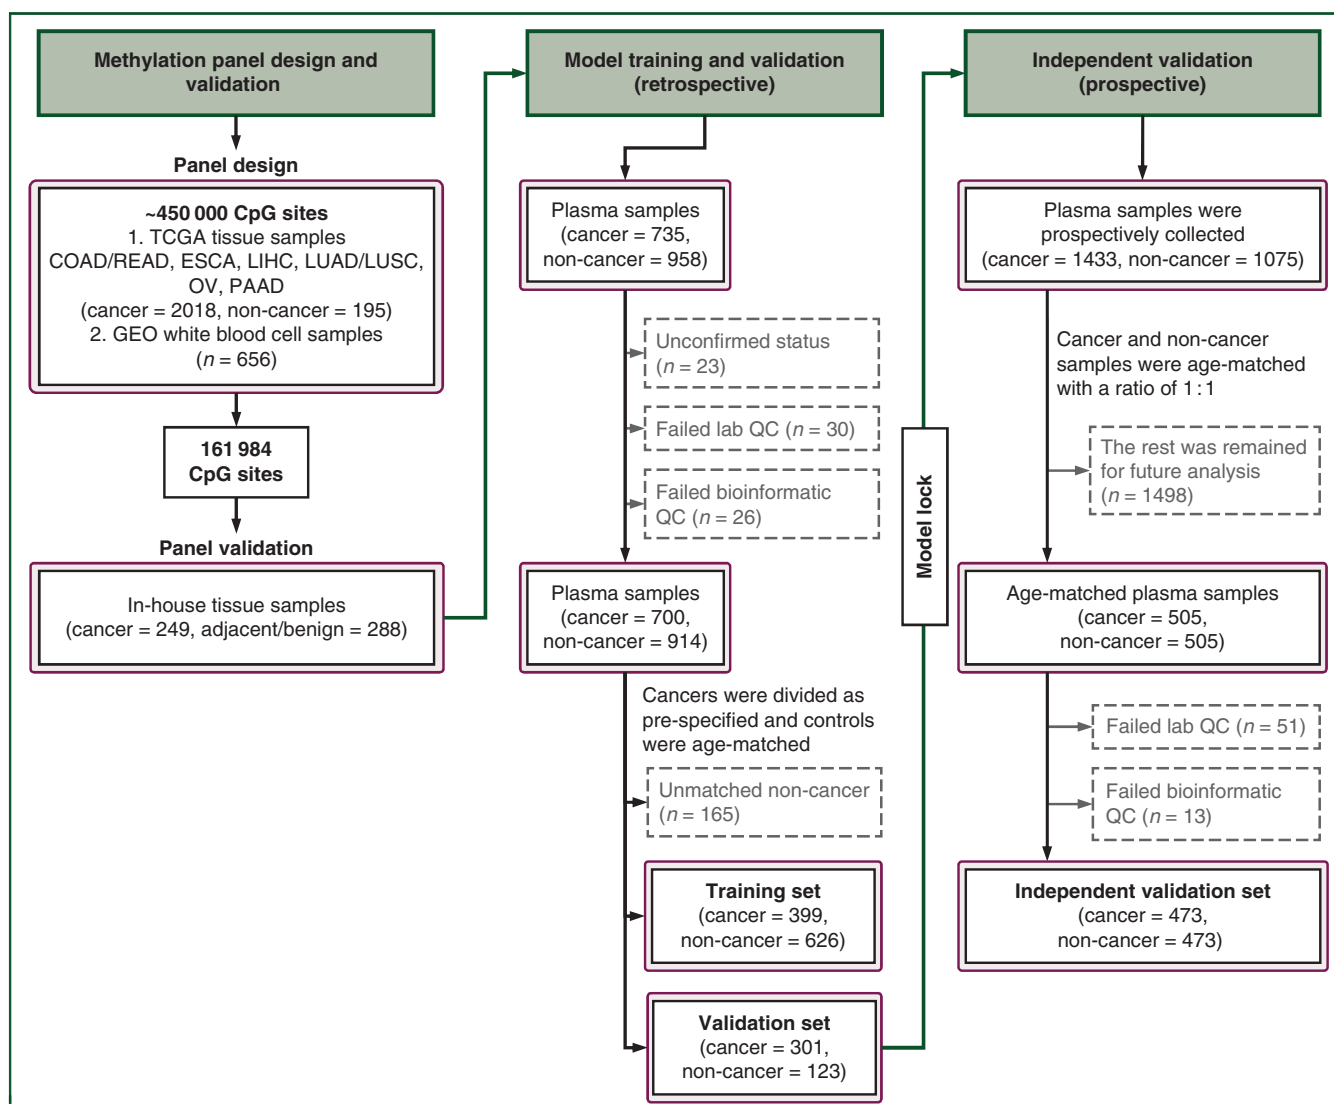 Methylation panel design and
validation
Panel design
~450 000 CpG sites
1. TCGA tissue samples
COAD/READ, ESCA, LIHC, LUAD/LUSC,
OV, PAAD
(cancer = 2018, non-cancer = 195)
2. GEO white blood cell samples
(n = 656)
161 984
CpG sites
Panel validation
In-house tissue samples
(cancer = 249, adjacent/benign = 288)
Model training and validation
(retrospective)
Plasma samples
(cancer = 735,
non-cancer = 958)
Unconfirmed status
(n = 23)
Failed lab QC (n = 30)
Failed bioinformatic
QC (n = 26)
Plasma samples
(cancer = 700,
non-cancer = 914)
Cancers were divided as
pre-specified and controls
were age-matched
Unmatched non-cancer
(n = 165)
Training set
(cancer = 399,
non-cancer = 626)
Validation set
(cancer = 301,
non-cancer = 123)
Model lock
Independent validation
(prospective)
Plasma samples were
prospectively collected
(cancer = 1433, non-cancer = 1075)
Cancer and non-cancer
samples were age-matched
with a ratio of 1 : 1
The rest was remained
for future analysis
(n = 1498)
Age-matched plasma samples
(cancer = 505,
non-cancer = 505)
Failed lab QC (n = 51)
Failed bioinformatic
QC (n = 13)
Independent validation set
(cancer = 473,
non-cancer = 473)